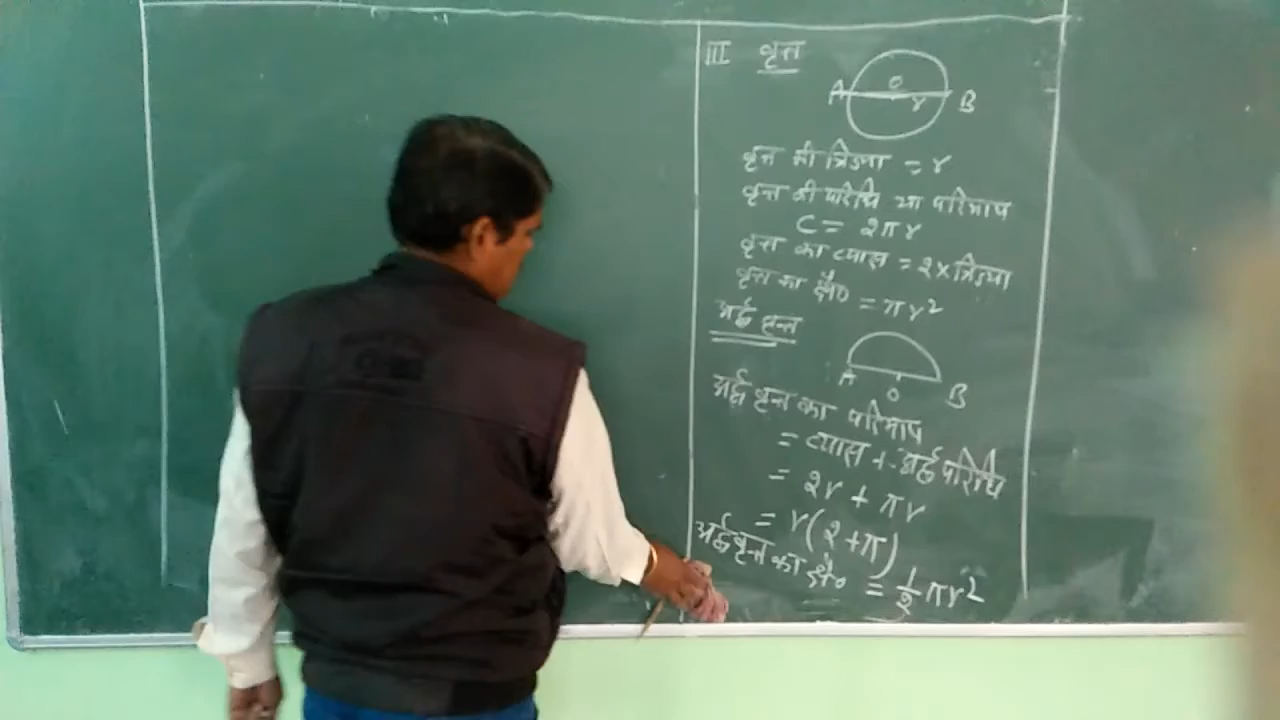 III वृत्त
A O r B
वृत्त की त्रिज्या = r
वृत्त की परिधि या परिमाप
C = 2πr
वृत्त का व्यास = 2 x त्रिज्या
वृत्त का क्षे० = πr²
अर्द्ध वृत्त
A O B
अर्द्ध वृत्त का परिमाप
= व्यास + अर्द्ध परिधि
= 2r + πr
= r(2+π)
अर्द्धवृत्त का क्षे० = 1/2 πr²